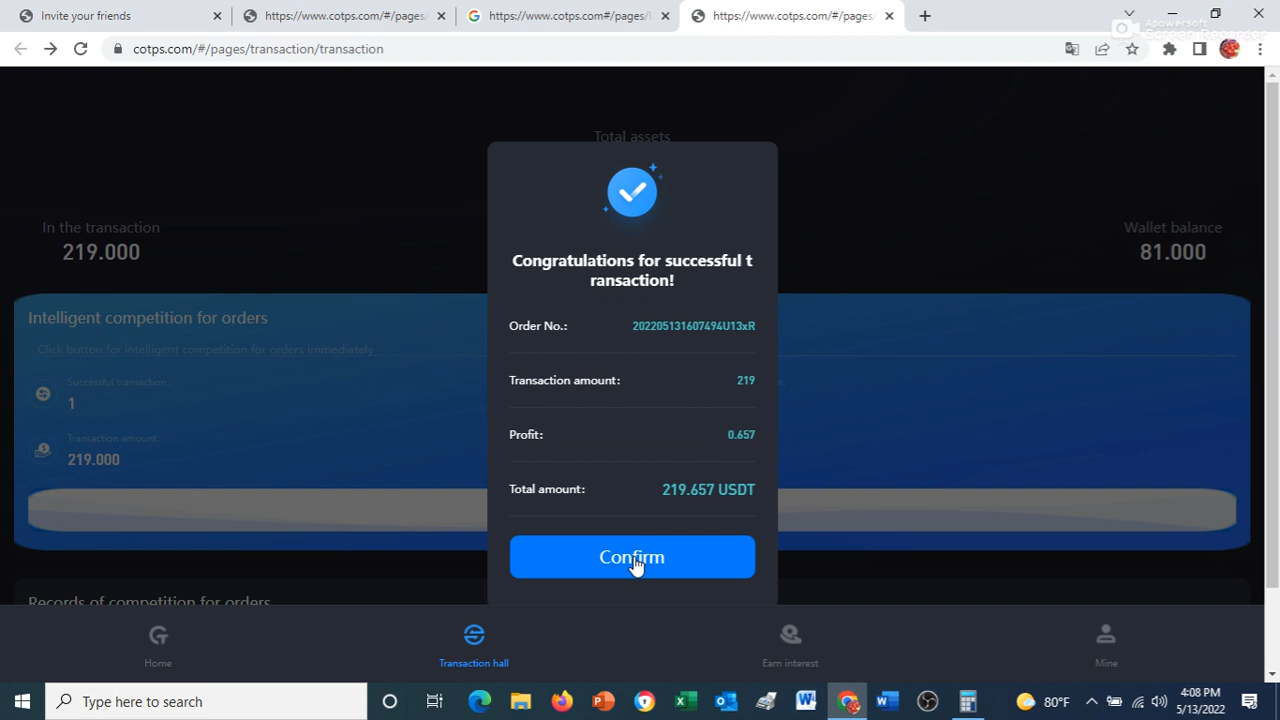 Invite your friends
https://www.cotps.com/#/pages/
https://www.cotps.com#/pages/l
https://www.cotps.com/#/pages/
Apowersoft
Screen Recorder
cotps.com/#/pages/transaction/transaction
Total assets
In the transaction
219.000
Wallet balance
81.000
Congratulations for successful t
ransaction!
Order No.: 202205131607494U13xR
Transaction amount: 219
Profit: 0.657
Total amount: 219.657 USDT
Confirm
Intelligent competition for orders
Click button for intelligent competition for orders immediately
Successful transaction:
1
Transaction amount:
219.000
Records of competition for orders
Home
Transaction hall
Earn interest
Mine
Type here to search
80°F
4:08 PM
5/13/2022